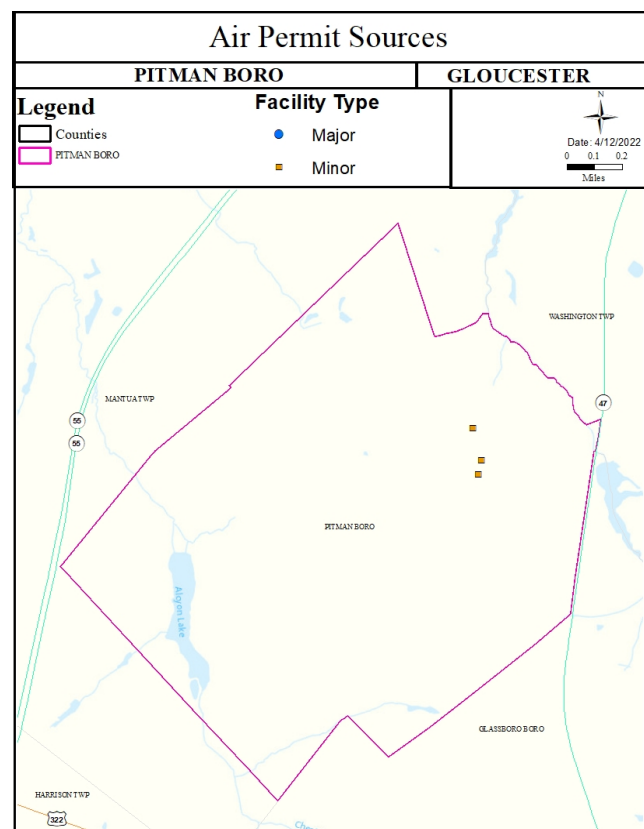 Air Permit Sources
PITMAN BORO
GLOUCESTER
Legend
Counties
PITMAN BORO
Facility Type
Major
Minor
N
Date: 4/12/2022
0 0.1 0.2
Miles
WASHINGTON TWP
MANTUA TWP
47
55
55
PITMAN BORO
Alcyon Lake
GLASSBORO BORO
HARRISON TWP
322